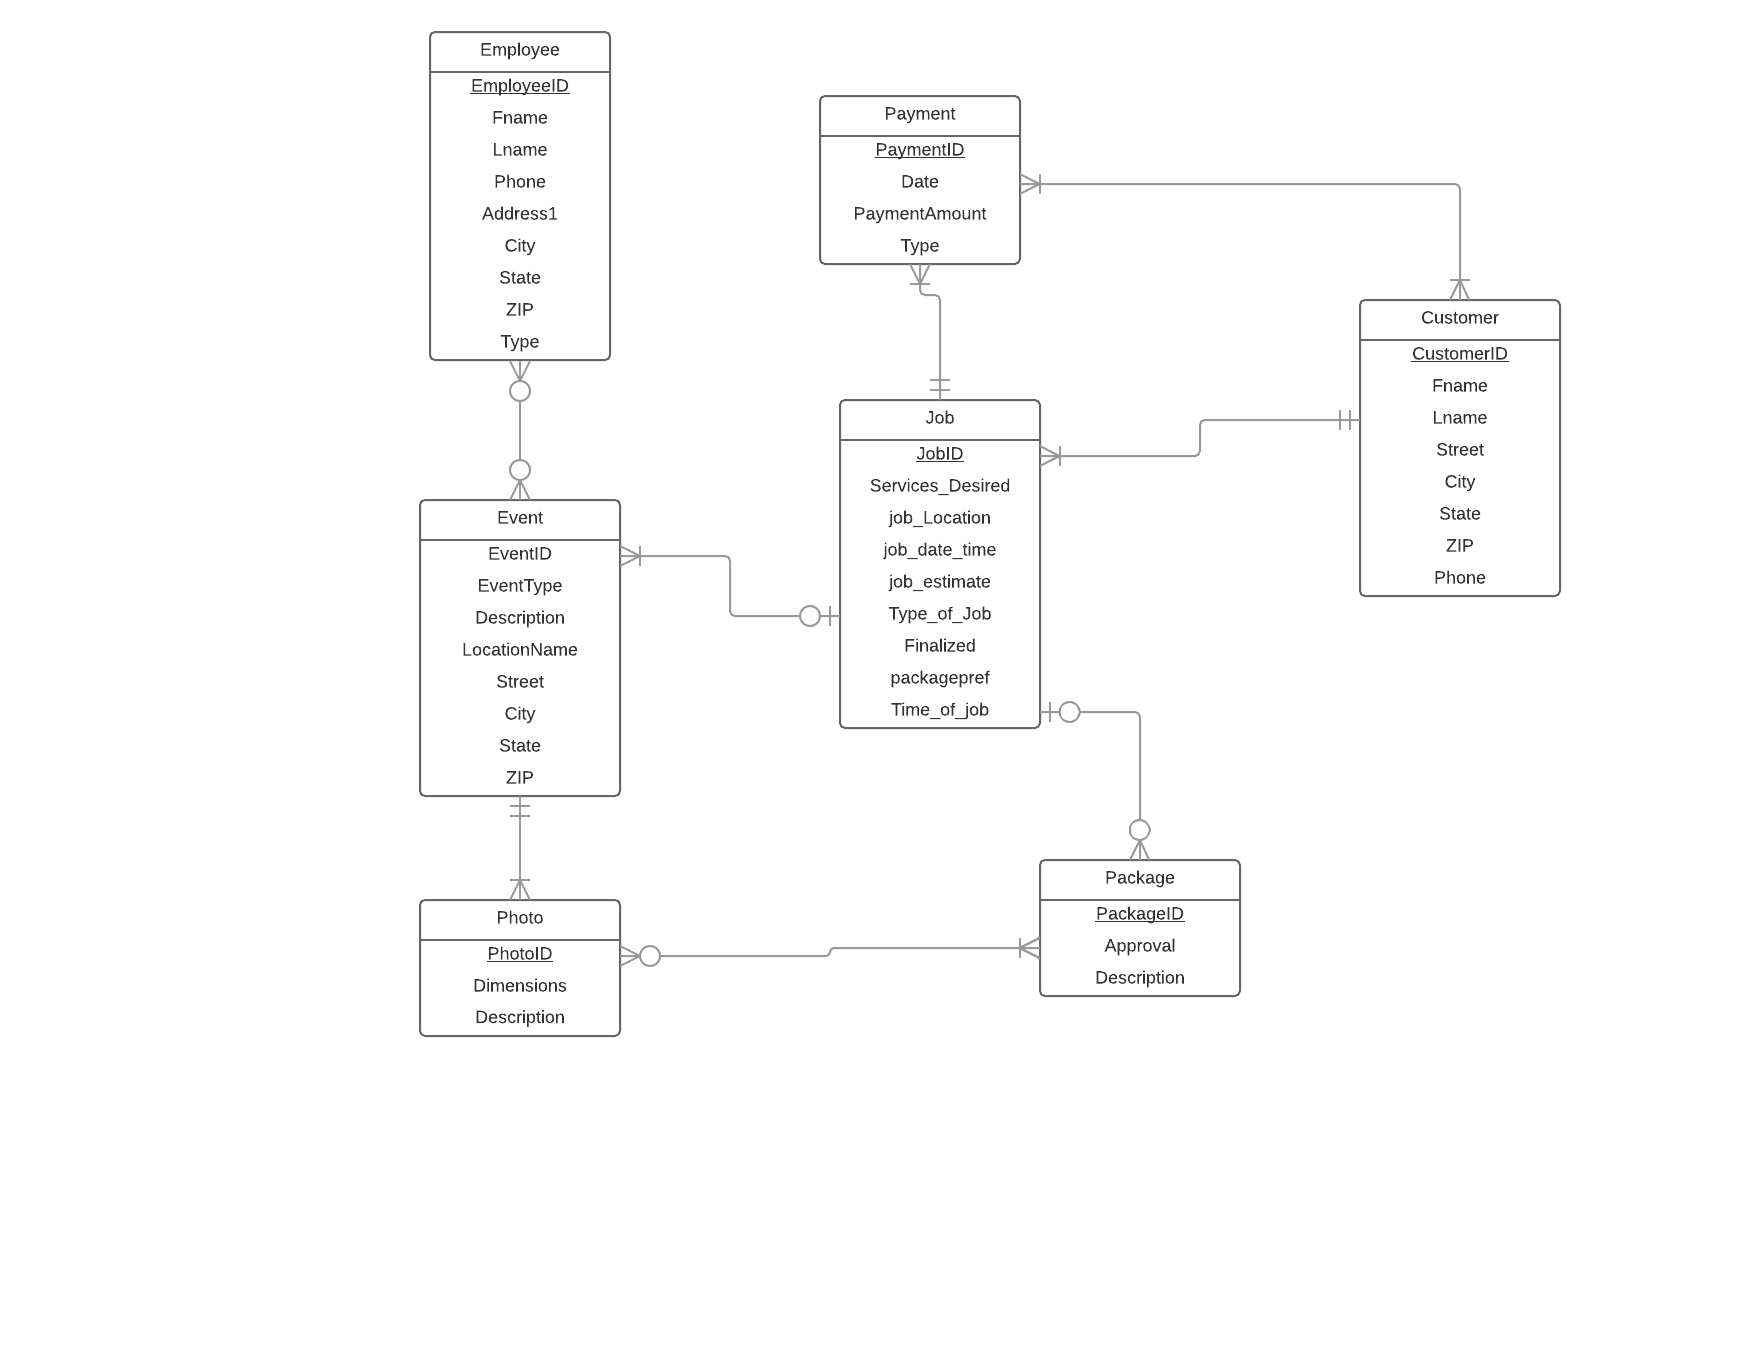 Employee
EmployeeID
Fname
Lname
Phone
Address1
City
State
ZIP
Type
Payment
PaymentID
Date
PaymentAmount
Type
Customer
CustomerID
Fname
Lname
Street
City
State
ZIP
Phone
Job
JobID
Services_Desired
job_Location
job_date_time
job_estimate
Type_of_Job
Finalized
packagepref
Time_of_job
Event
EventID
EventType
Description
LocationName
Street
City
State
ZIP
Photo
PhotoID
Dimensions
Description
Package
PackageID
Approval
Description